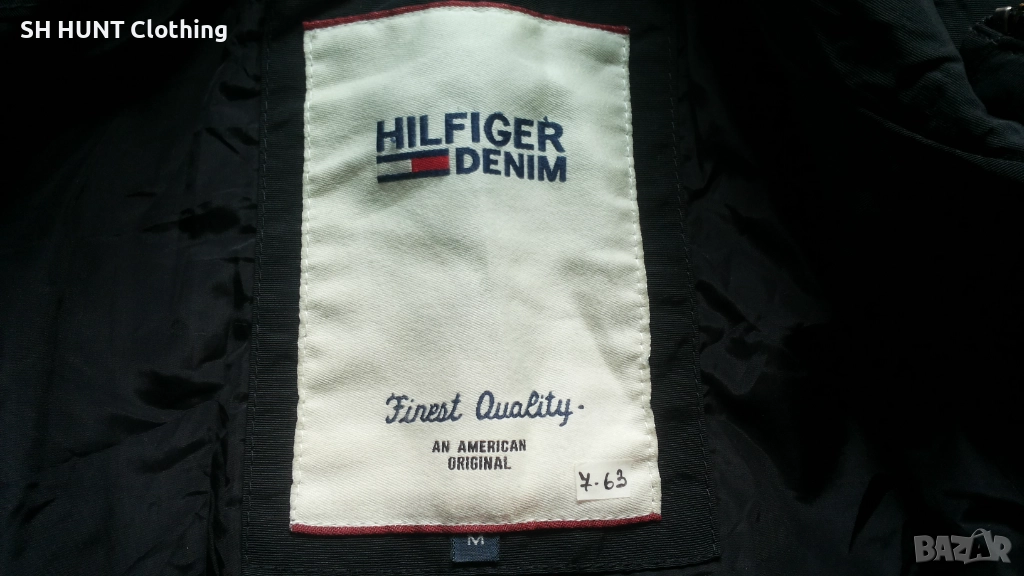 SH HUNT Clothing
HILFIGER
DENIM
Finest Quality.
AN AMERICAN
ORIGINAL
7.63
M
BAZAR